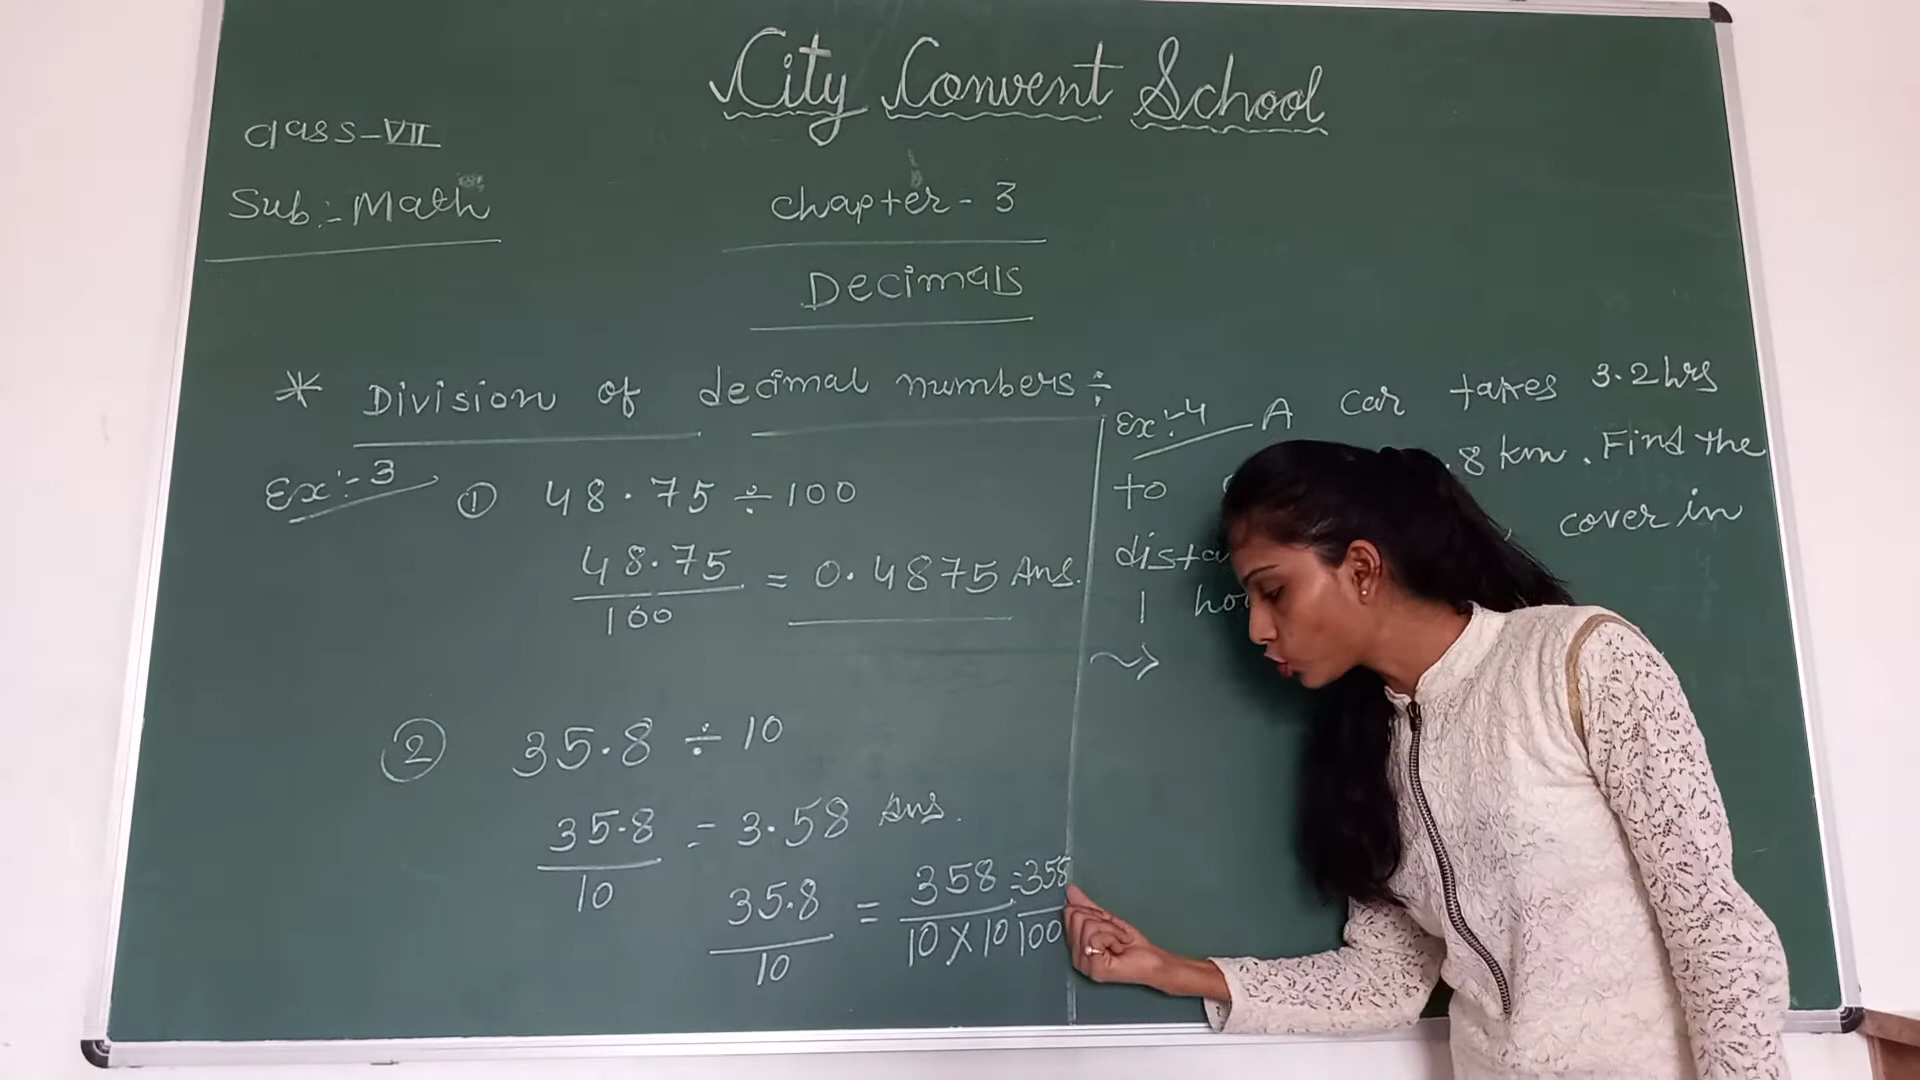 City Convent School
Class-VII
Sub:- Math
Chapter - 3
Decimals
* Division of decimal numbers:-
Ex:-3 ① 48.75 ÷ 100
48.75/100 = 0.4875 Ans.
② 35.8 ÷ 10
35.8/10 = 3.58 Ans.
35.8/10 = 358/10×10 = 358/100
Ex:-4 A car takes 3.2 hrs
to .8 km. Find the
cover in
1